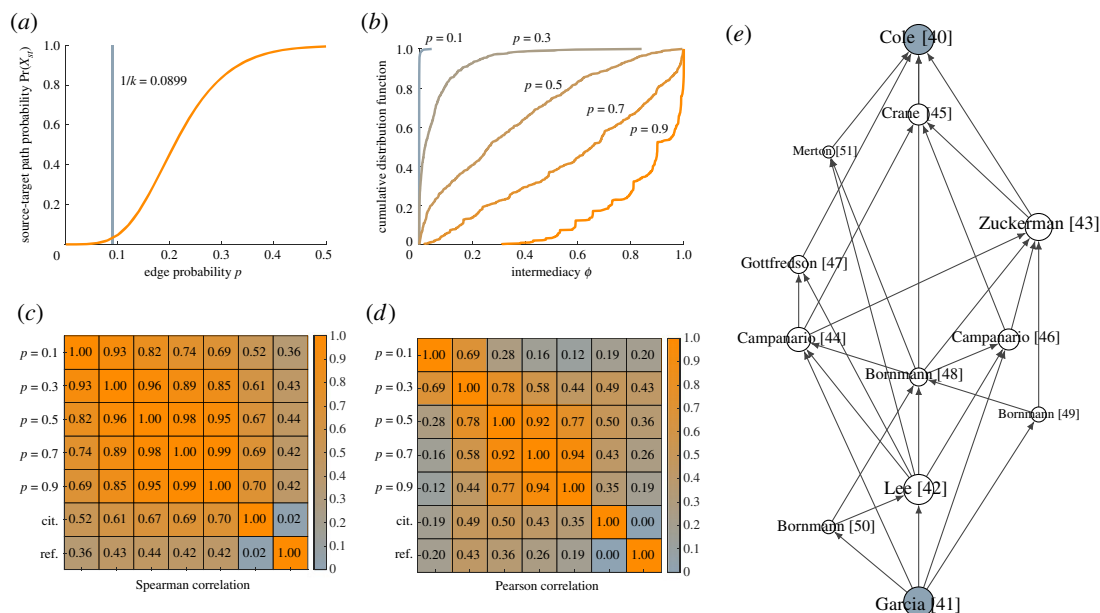 (a)
source-target path probability Pr(Xst)
1.0
0.8
0.6
0.4
0.2
0
0.1
0.2
0.3
0.4
0.5
1/k = 0.0899
edge probability p
(b)
cumulative distribution function
1.0
0.8
0.6
0.4
0.2
0
0.2
0.4
0.6
0.8
1.0
p = 0.1
p = 0.3
p = 0.5
p = 0.7
p = 0.9
intermediacy ϕ
(c)
p = 0.1 1.00 0.93 0.82 0.74 0.69 0.52 0.36
p = 0.3 0.93 1.00 0.96 0.89 0.85 0.61 0.43
p = 0.5 0.82 0.96 1.00 0.98 0.95 0.67 0.44
p = 0.7 0.74 0.89 0.98 1.00 0.99 0.69 0.42
p = 0.9 0.69 0.85 0.95 0.99 1.00 0.70 0.42
cit. 0.52 0.61 0.67 0.69 0.70 1.00 0.02
ref. 0.36 0.43 0.44 0.42 0.42 0.02 1.00
1.0
0.9
0.8
0.7
0.6
0.5
0.4
0.3
0.2
0.1
0
Spearman correlation
(d)
p = 0.1 1.00 0.69 0.28 0.16 0.12 0.19 0.20
p = 0.3 0.69 1.00 0.78 0.58 0.44 0.49 0.43
p = 0.5 0.28 0.78 1.00 0.92 0.77 0.50 0.36
p = 0.7 0.16 0.58 0.92 1.00 0.94 0.43 0.26
p = 0.9 0.12 0.44 0.77 0.94 1.00 0.35 0.19
cit. 0.19 0.49 0.50 0.43 0.35 1.00 0.00
ref. 0.20 0.43 0.36 0.26 0.19 0.00 1.00
1.0
0.9
0.8
0.7
0.6
0.5
0.4
0.3
0.2
0.1
0
Pearson correlation
(e)
Cole [40]
Crane [45]
Merton [51]
Zuckerman [43]
Gottfredson [47]
Campanario [44]
Campanario [46]
Bornmann [48]
Bornmann [49]
Lee [42]
Bornmann [50]
Garcia [41]